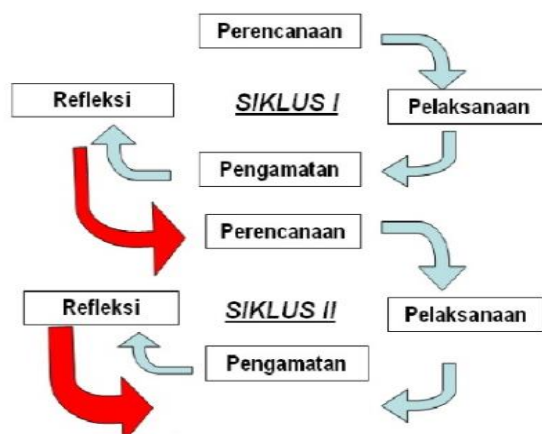 Perencanaan
Refleksi
SIKLUS I
Pelaksanaan
Pengamatan
Perencanaan
Refleksi
SIKLUS II
Pelaksanaan
Pengamatan